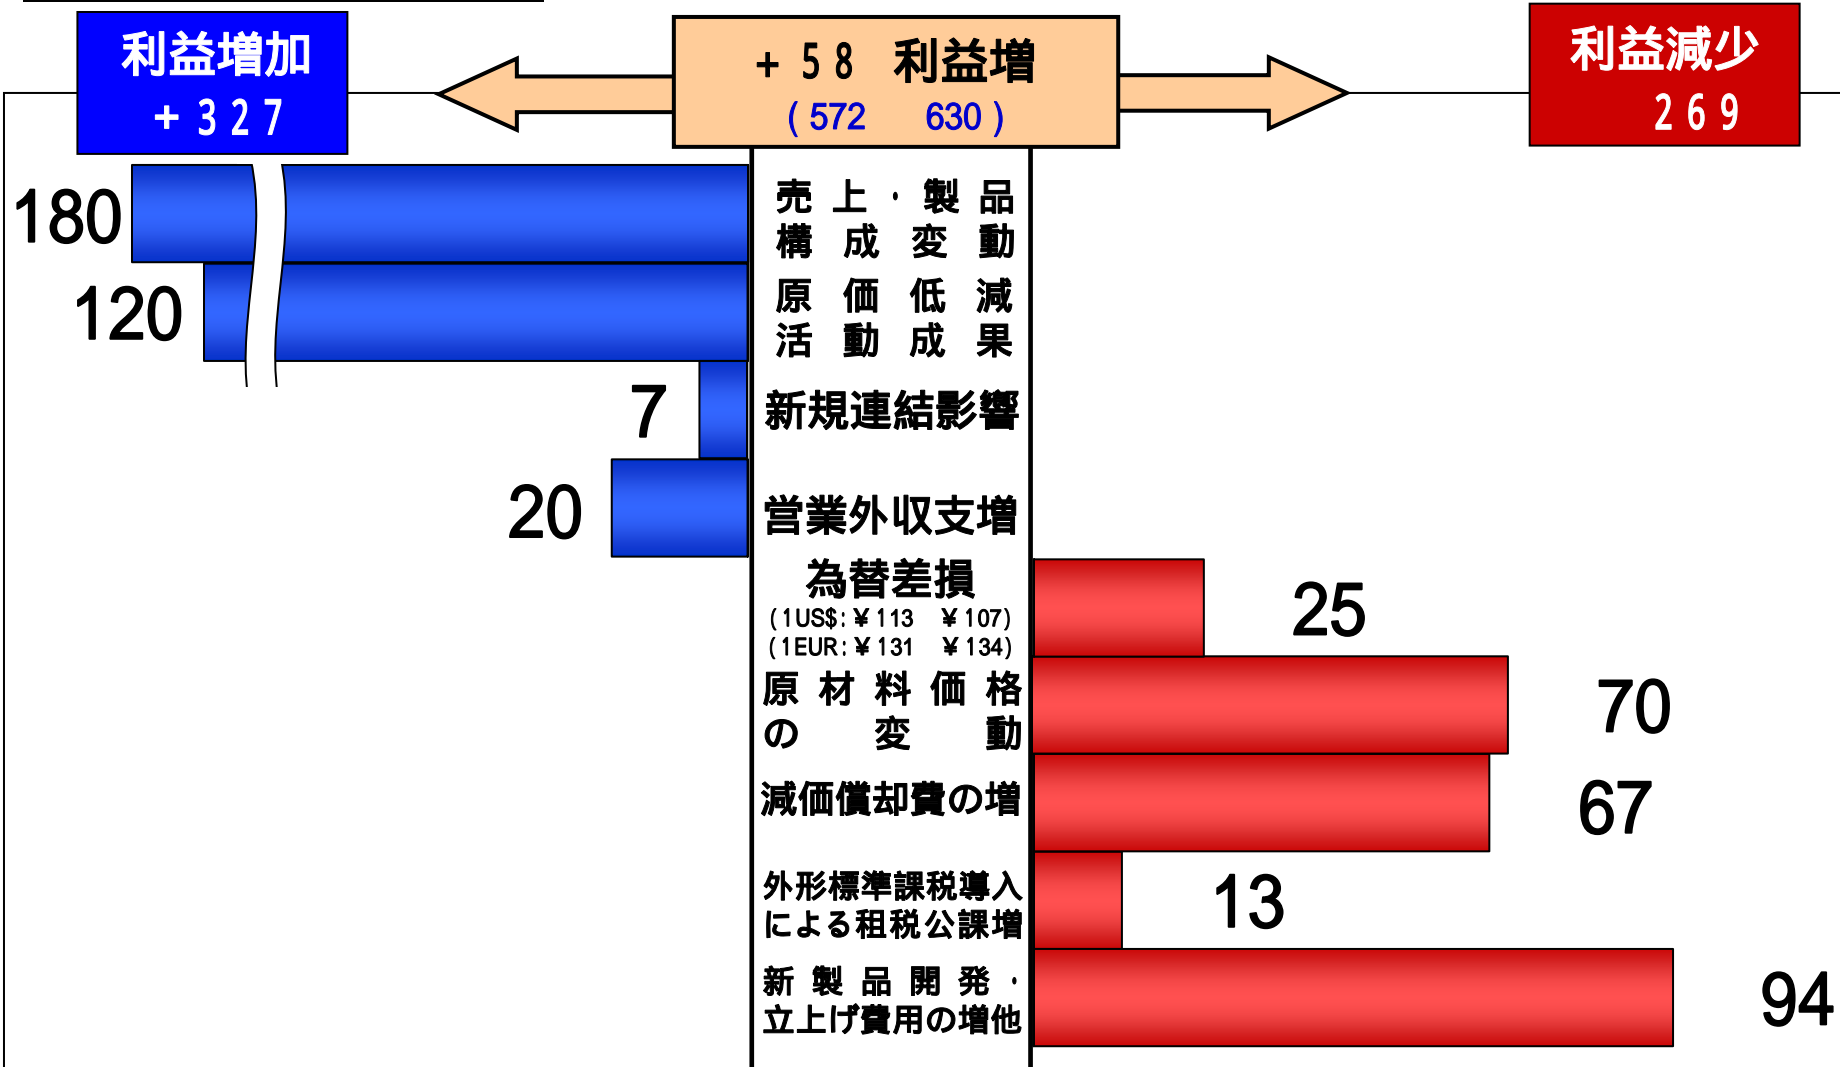 利益増加
+327
+58 利益増
(572 630)
利益減少
269
180
売上・製品
構成変動
120
原価低減
活動成果
7
新規連結影響
20
営業外収支増
為替差損
(1US$:¥113 ¥107)
(1EUR:¥131 ¥134)
25
原材料価格
の変動
70
減価償却費の増
67
外形標準課税導入
による租税公課増
13
新製品開発・
立上げ費用の増他
94